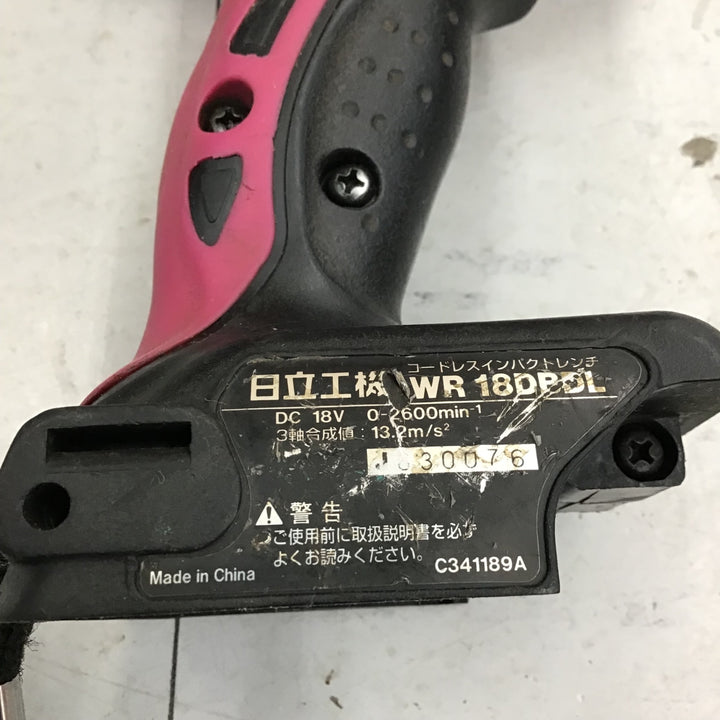 コードレスインパクトレンチ
日立工機 WR 18DBDL
DC 18V 0-2600min⁻¹
3軸合成値: 13.2m/s²
830076
警告
ご使用前に取扱説明書を必ず
よくお読みください。
Made in China
C341189A